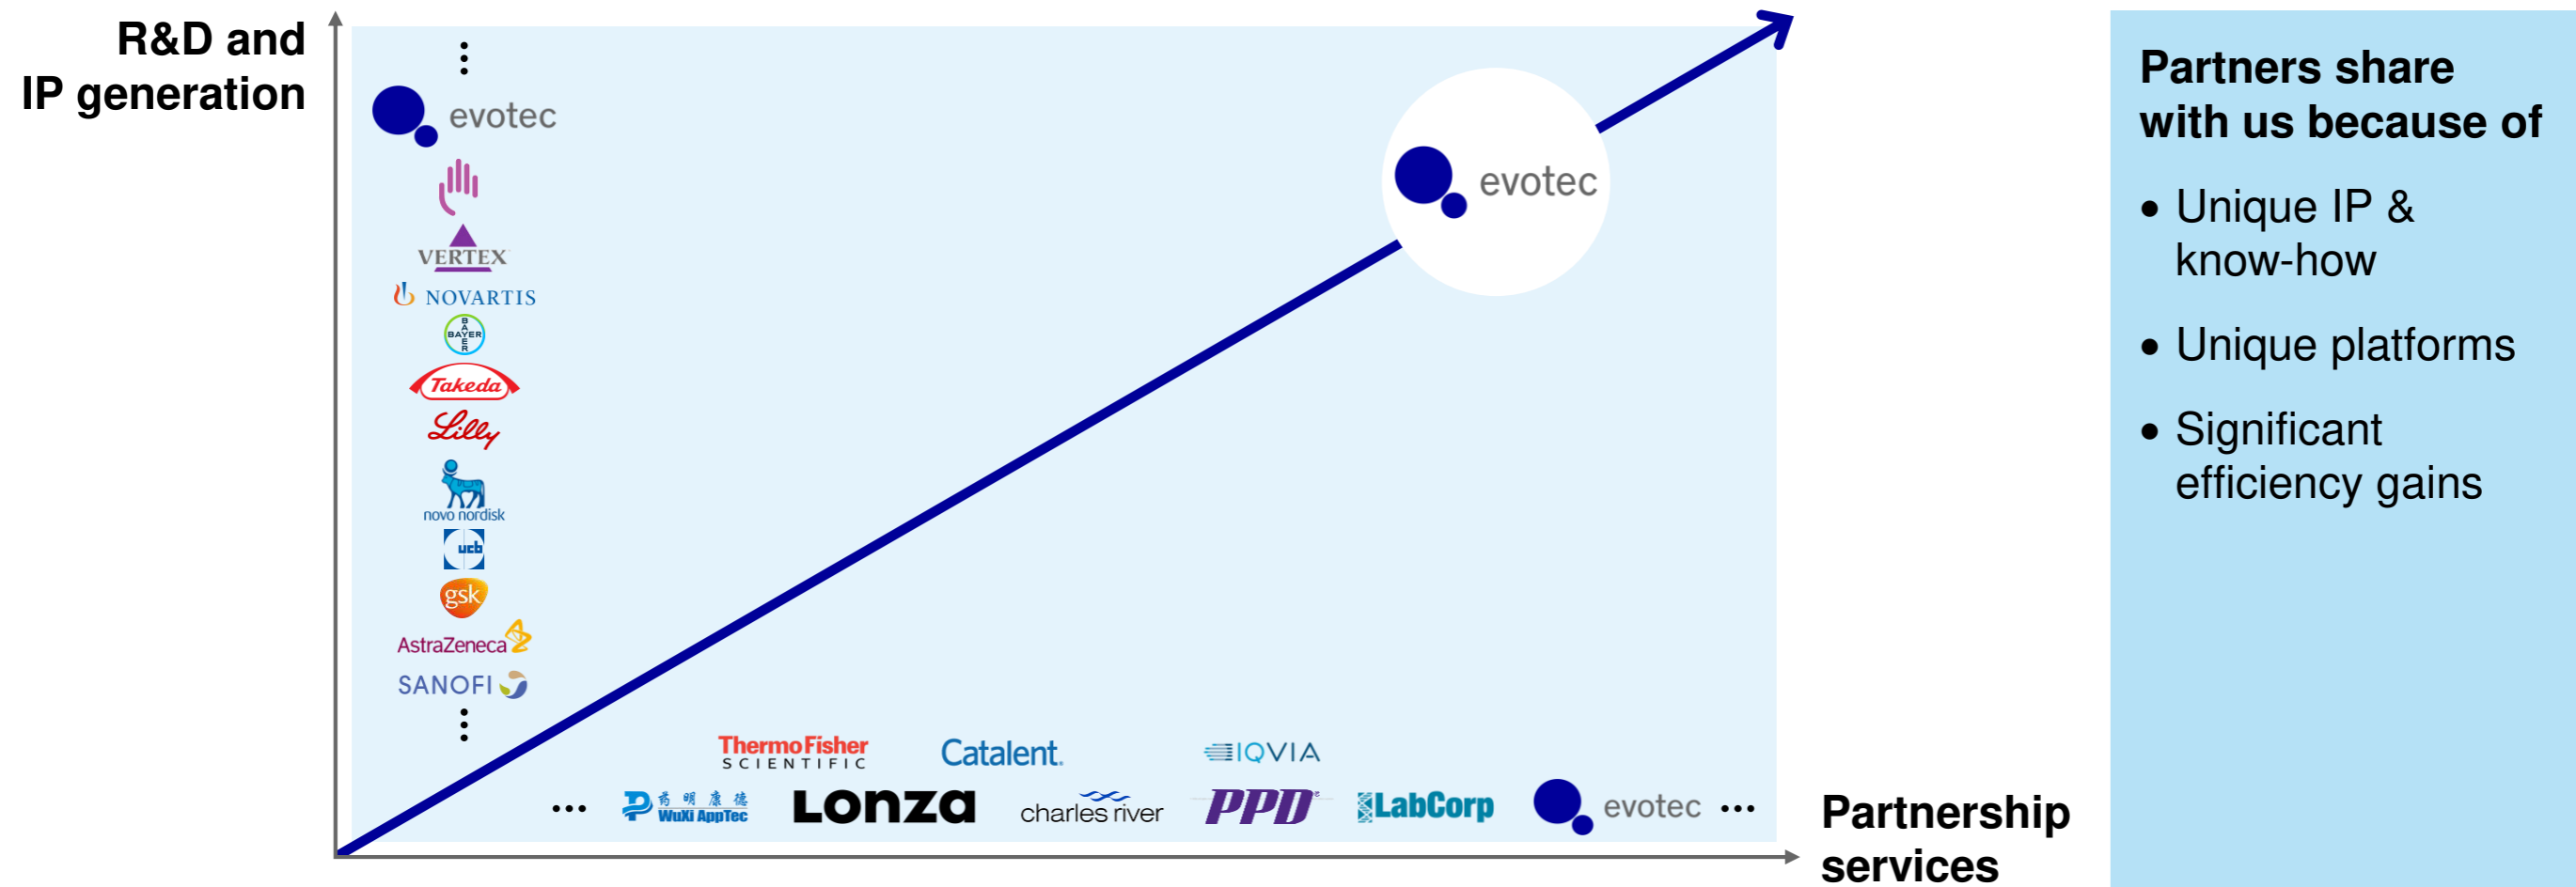 R&D and
IP generation
evotec
VERTEX
NOVARTIS
BAYER
BAYER
Takeda
Lilly
novo nordisk
ucb
gsk
AstraZeneca
SANOFI
evotec
ThermoFisher
SCIENTIFIC
Catalent.
IQVIA
药明康德
WuXi AppTec
Lonza
charles river
PPD®
LabCorp
evotec
Partnership
services
Partners share
with us because of
• Unique IP &
know-how
• Unique platforms
• Significant
efficiency gains